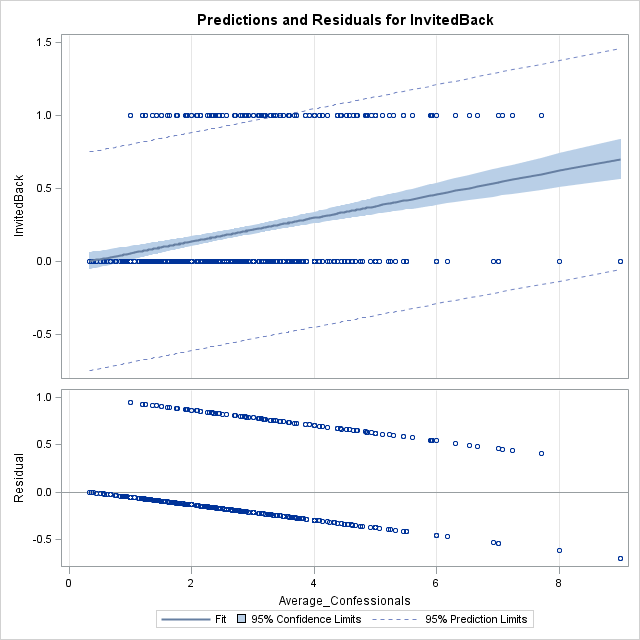 Predictions and Residuals for InvitedBack
1.5
1.0
0.5
0.0
-0.5
InvitedBack
1.0
0.5
0.0
-0.5
Residual
0 2 4 6 8
Average_Confessionals
Fit 95% Confidence Limits 95% Prediction Limits